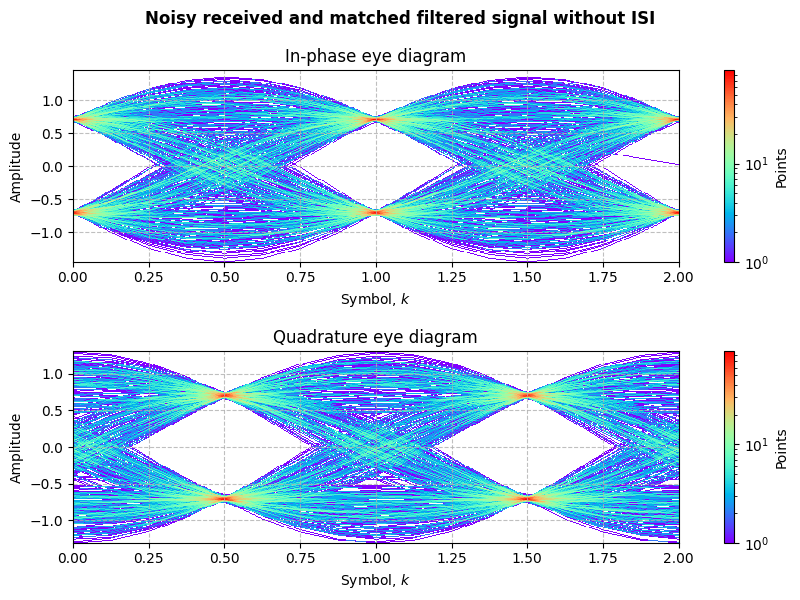 Noisy received and matched filtered signal without ISI
In-phase eye diagram
Amplitude
1.0
0.5
0.0
−0.5
−1.0
0.00 0.25 0.50 0.75 1.00 1.25 1.50 1.75 2.00
Symbol, k
10¹
10⁰
Points
Quadrature eye diagram
Amplitude
1.0
0.5
0.0
−0.5
−1.0
0.00 0.25 0.50 0.75 1.00 1.25 1.50 1.75 2.00
Symbol, k
10¹
10⁰
Points